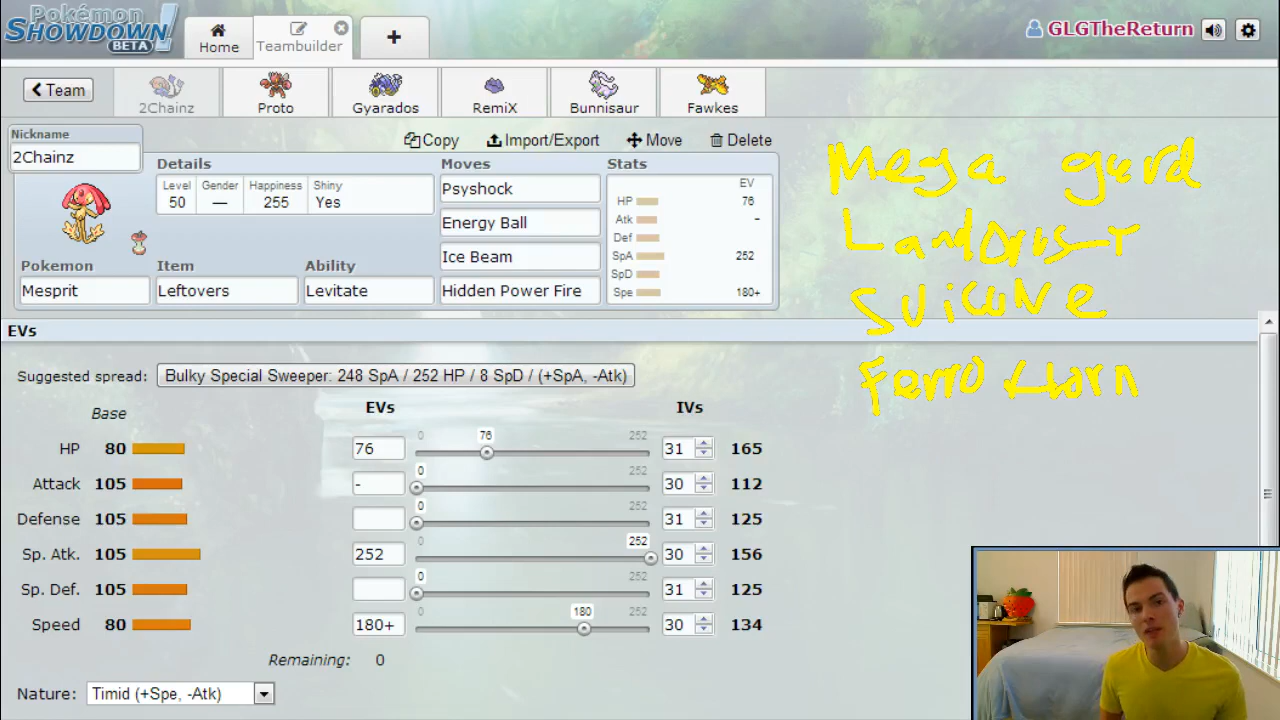 Pokémon
SHOWDOWN!
BETA
Home
Teambuilder
+
GLGTheReturn
Team
2Chainz
Proto
Gyarados
RemiX
Bunnisaur
Fawkes
Copy
Import/Export
Move
Delete
Nickname
2Chainz
Details
Level Gender Happiness Shiny
50 — 255 Yes
Moves
Psyshock
Energy Ball
Ice Beam
Hidden Power Fire
Stats
EV
HP 76
Atk -
Def
SpA 252
SpD
Spe 180+
Pokemon
Mesprit
Item
Leftovers
Ability
Levitate
Mega gard
Landorus-T
Suicune
Ferrothorn
EVs
Suggested spread: Bulky Special Sweeper: 248 SpA / 252 HP / 8 SpD / (+SpA, -Atk)
Base EVs IVs
HP 80 76 0 76 252 31 165
Attack 105 - 0 252 30 112
Defense 105 0 252 31 125
Sp. Atk. 105 252 0 252 30 156
Sp. Def. 105 0 252 31 125
Speed 80 180+ 0 180 252 30 134
Remaining: 0
Nature: Timid (+Spe, -Atk)